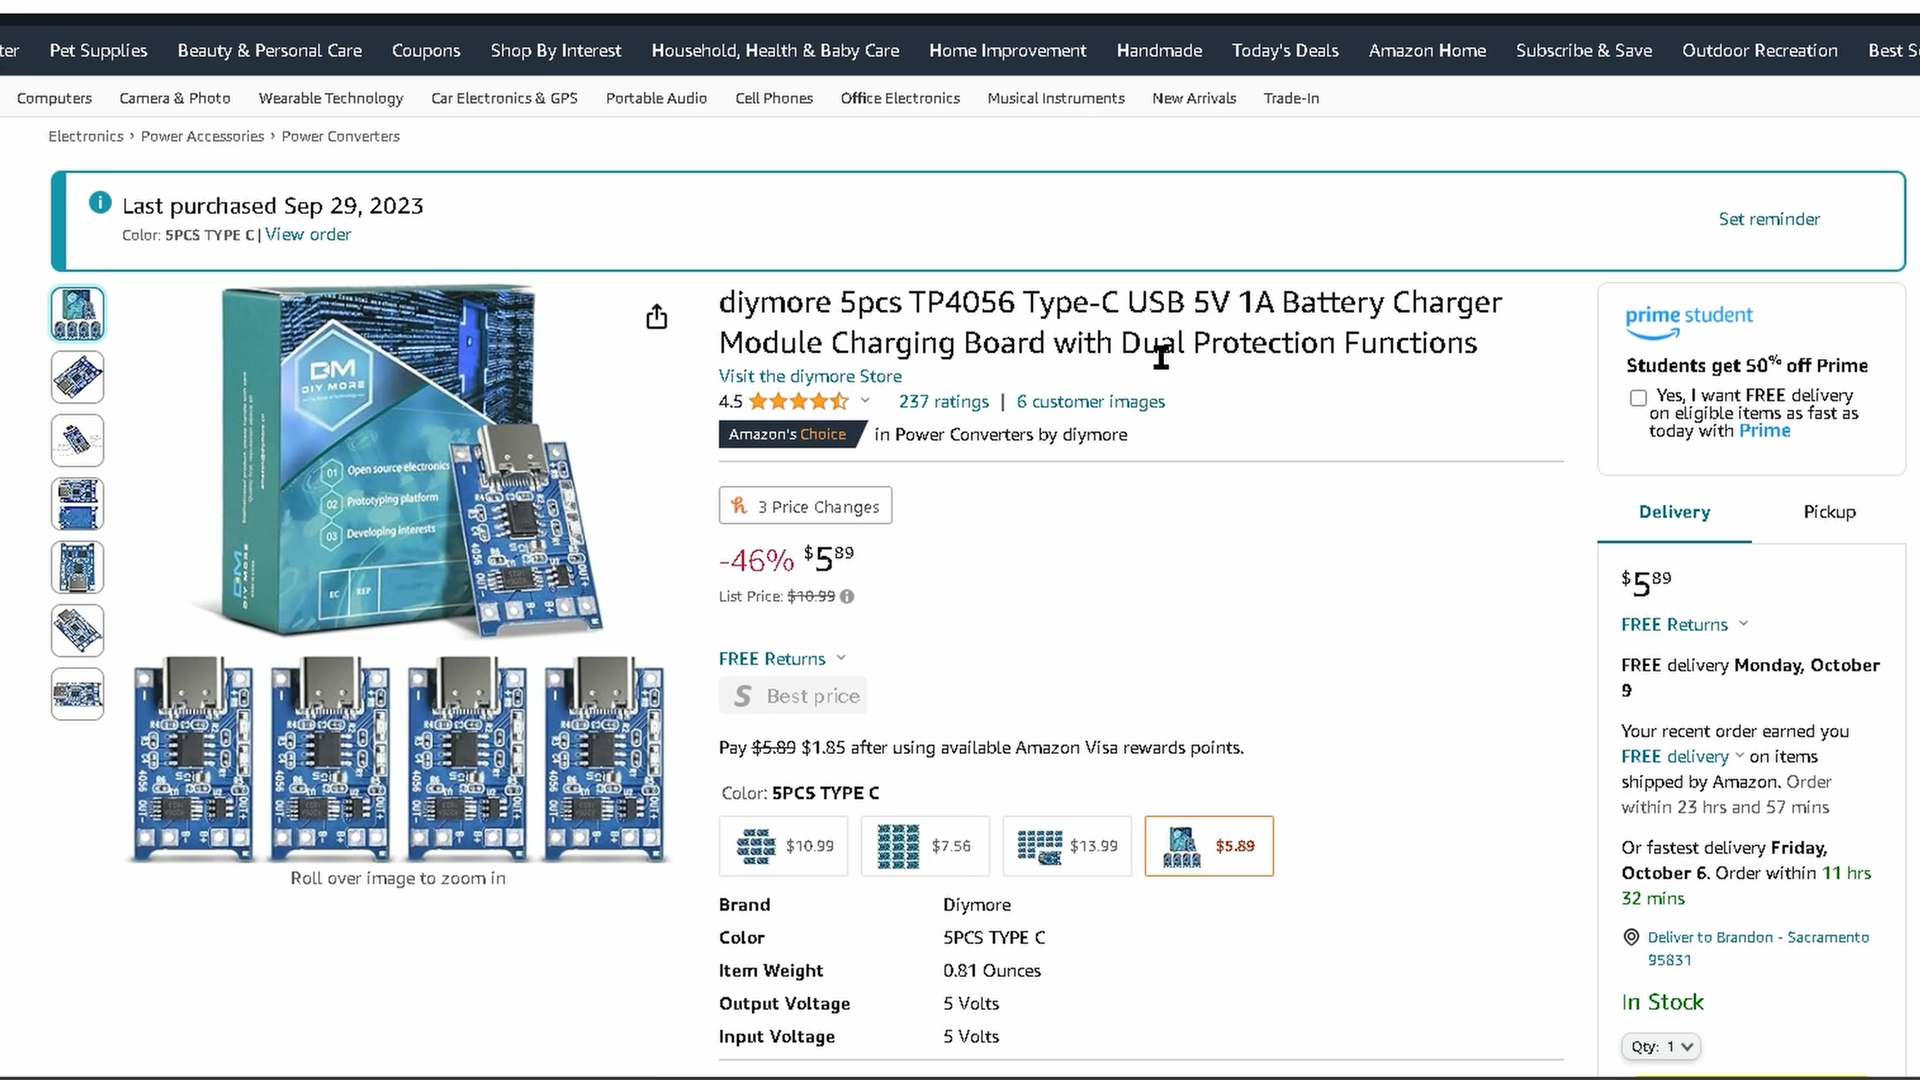 ter Pet Supplies Beauty & Personal Care Coupons Shop By Interest Household, Health & Baby Care Home Improvement Handmade Today's Deals Amazon Home Subscribe & Save Outdoor Recreation Best S
Computers Camera & Photo Wearable Technology Car Electronics & GPS Portable Audio Cell Phones Office Electronics Musical Instruments New Arrivals Trade-In
Electronics › Power Accessories › Power Converters
Last purchased Sep 29, 2023
Color: 5PCS TYPE C | View order
Set reminder
DM
DIY MORE
01 Open source electronics
02 Prototyping platform
03 Developing interests
EC REP
Roll over image to zoom in
diymore 5pcs TP4056 Type-C USB 5V 1A Battery Charger
Module Charging Board with Dual Protection Functions
Visit the diymore Store
4.5 237 ratings | 6 customer images
Amazon's Choice in Power Converters by diymore
3 Price Changes
-46% $5 89
List Price: $10.99
FREE Returns
S Best price
Pay $5.89 $1.85 after using available Amazon Visa rewards points.
Color: 5PCS TYPE C
$10.99 $7.56 $13.99 $5.89
Brand Diymore
Color 5PCS TYPE C
Item Weight 0.81 Ounces
Output Voltage 5 Volts
Input Voltage 5 Volts
prime student
Students get 50% off Prime
Yes, I want FREE delivery
on eligible items as fast as
today with Prime
Delivery Pickup
$5 89
FREE Returns
FREE delivery Monday, October
9
Your recent order earned you
FREE delivery on items
shipped by Amazon. Order
within 23 hrs and 57 mins
Or fastest delivery Friday,
October 6. Order within 11 hrs
32 mins
Deliver to Brandon - Sacramento
95831
In Stock
Qty: 1